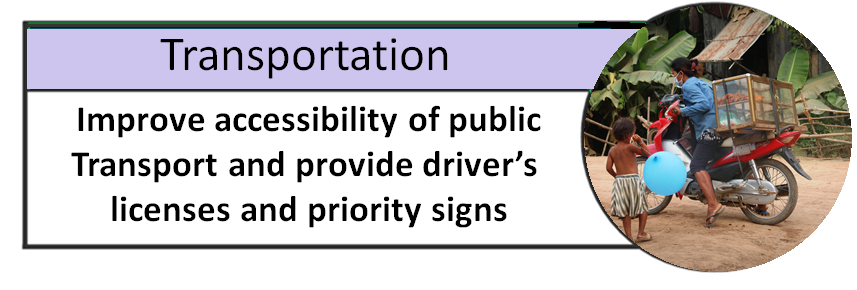 Transportation
Improve accessibility of public
Transport and provide driver’s
licenses and priority signs